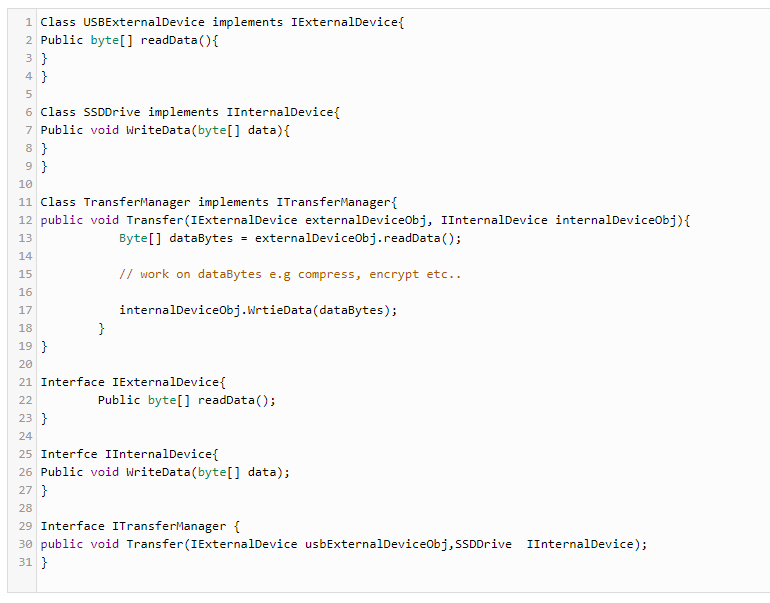 1 Class USBExternalDevice implements IExternalDevice{
2 Public byte[] readData(){
3 }
4 }
5
6 Class SSDDrive implements IInternalDevice{
7 Public void WriteData(byte[] data){
8 }
9 }
10
11 Class TransferManager implements ITransferManager{
12 public void Transfer(IExternalDevice externalDeviceObj, IInternalDevice internalDeviceObj){
13 Byte[] dataBytes = externalDeviceObj.readData();
14
15 // work on dataBytes e.g compress, encrypt etc..
16
17 internalDeviceObj.WrtieData(dataBytes);
18 }
19 }
20
21 Interface IExternalDevice{
22 Public byte[] readData();
23 }
24
25 Interfce IInternalDevice{
26 Public void WriteData(byte[] data);
27 }
28
29 Interface ITransferManager {
30 public void Transfer(IExternalDevice usbExternalDeviceObj,SSDDrive  IInternalDevice);
31 }